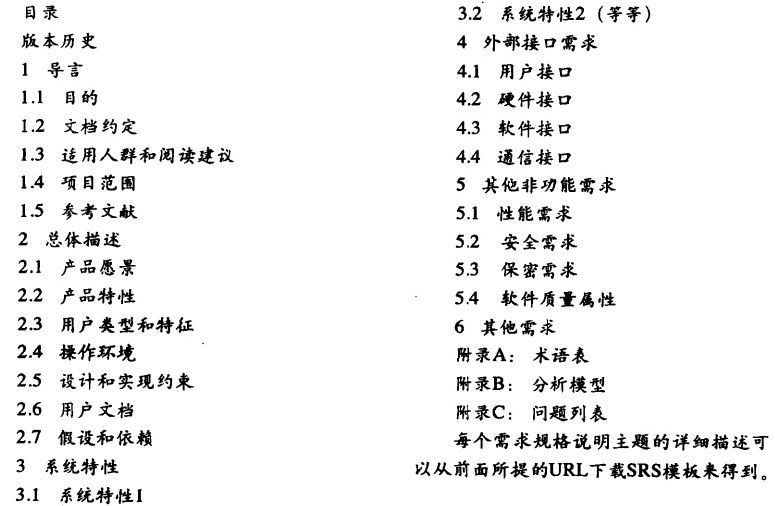 目录
版本历史
1 导言
1.1 目的
1.2 文档约定
1.3 适用人群和阅读建议
1.4 项目范围
1.5 参考文献
2 总体描述
2.1 产品愿景
2.2 产品特性
2.3 用户类型和特征
2.4 操作环境
2.5 设计和实现约束
2.6 用户文档
2.7 假设和依赖
3 系统特性
3.1 系统特性1
3.2 系统特性2（等等）
4 外部接口需求
4.1 用户接口
4.2 硬件接口
4.3 软件接口
4.4 通信接口
5 其他非功能需求
5.1 性能需求
5.2 安全需求
5.3 保密需求
5.4 软件质量属性
6 其他需求
附录A： 术语表
附录B： 分析模型
附录C： 问题列表
每个需求规格说明主题的详细描述可
以从前面所提的URL下载SRS模板来得到。